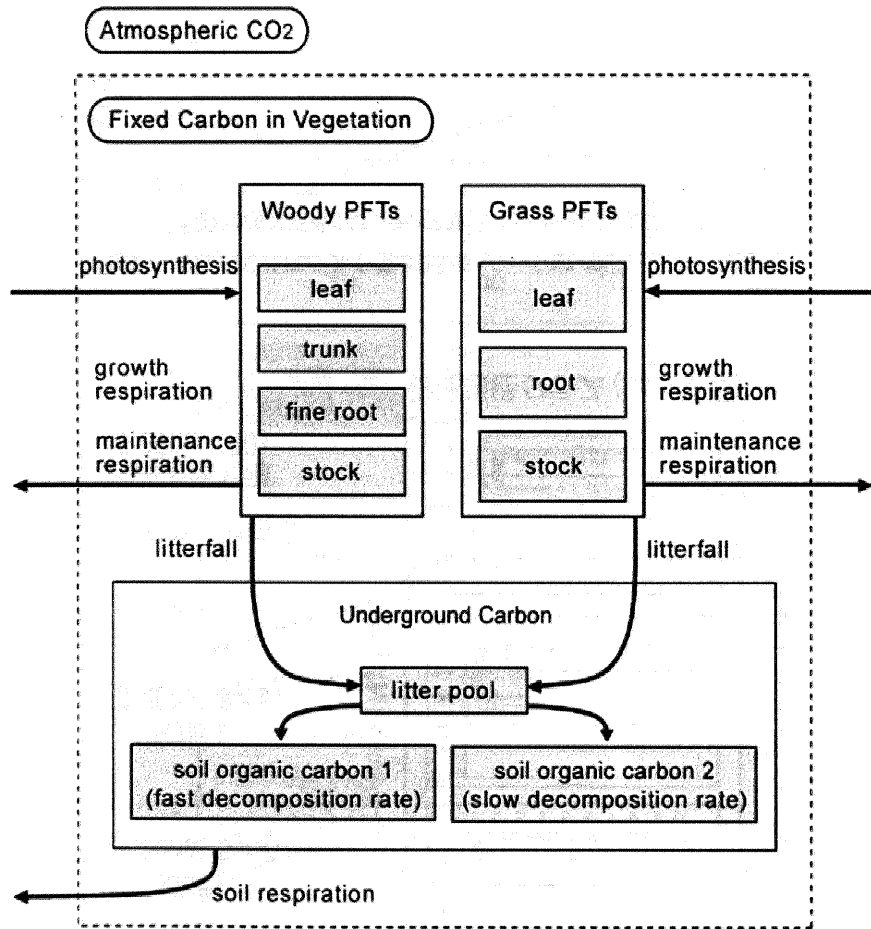 Atmospheric CO2
Fixed Carbon in Vegetation
Woody PFTs
Grass PFTs
photosynthesis
leaf
leaf
photosynthesis
trunk
growth
respiration
root
growth
respiration
fine root
maintenance
respiration
stock
stock
maintenance
respiration
litterfall
litterfall
Underground Carbon
litter pool
soil organic carbon 1
(fast decomposition rate)
soil organic carbon 2
(slow decomposition rate)
soil respiration